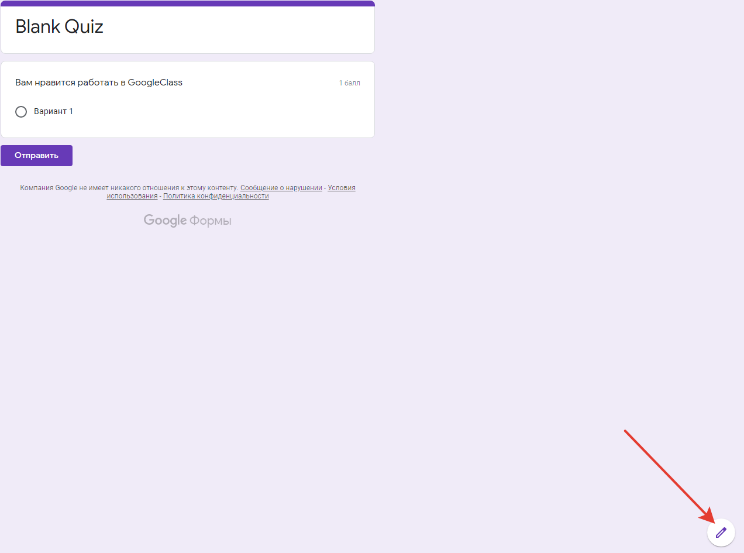 Blank Quiz
Вам нравится работать в GoogleClass
1 балл
Вариант 1
Отправить
Компания Google не имеет никакого отношения к этому контенту. Сообщение о нарушении - Условия
использования - Политика конфиденциальности
Google Формы